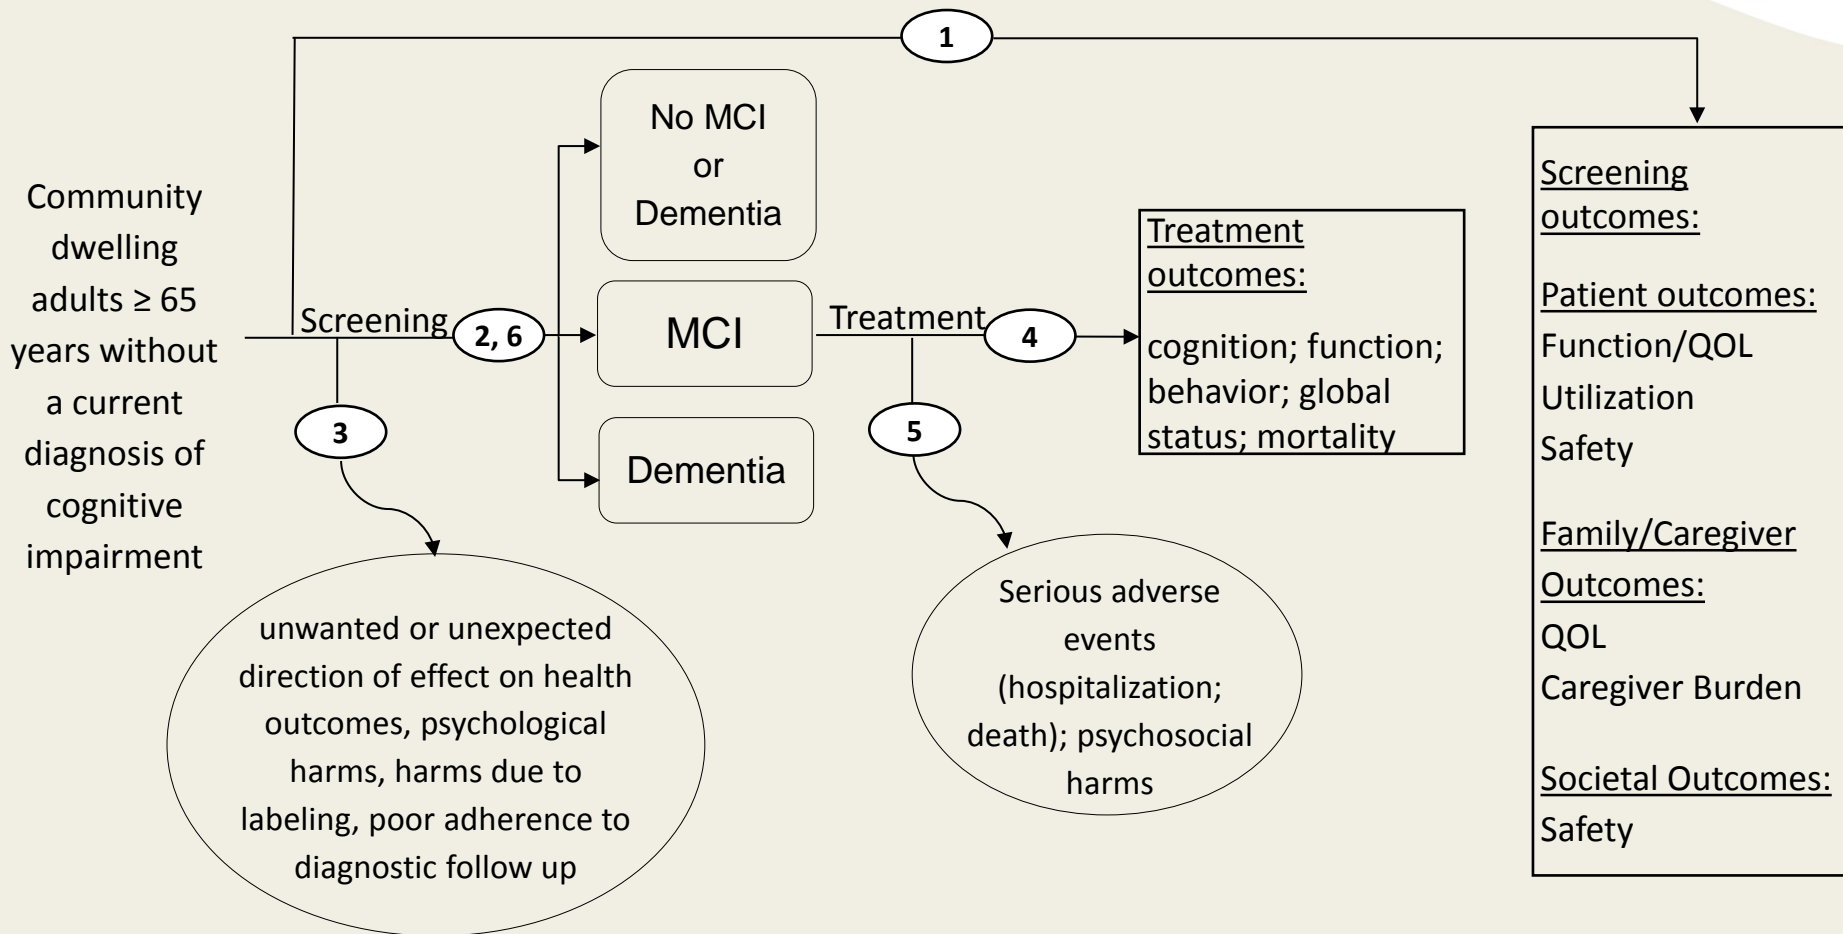 1
Community
dwelling
adults ≥ 65
years without
a current
diagnosis of
cognitive
impairment
Screening
2, 6
3
No MCI
or
Dementia
MCI
Dementia
Treatment
4
5
Treatment
outcomes:
cognition; function;
behavior; global
status; mortality
unwanted or unexpected
direction of effect on health
outcomes, psychological
harms, harms due to
labeling, poor adherence to
diagnostic follow up
Serious adverse
events
(hospitalization;
death); psychosocial
harms
Screening
outcomes:
Patient outcomes:
Function/QOL
Utilization
Safety
Family/Caregiver
Outcomes:
QOL
Caregiver Burden
Societal Outcomes:
Safety